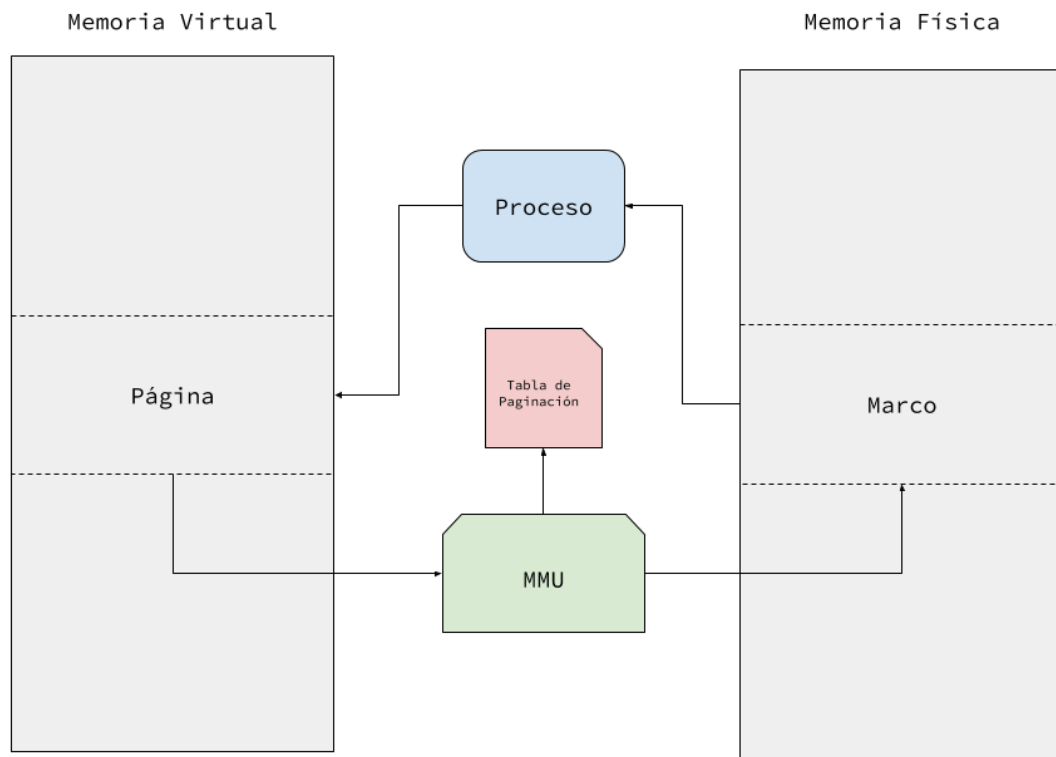 Memoria Virtual
Memoria Física
Proceso
Tabla de
Paginación
Página
Marco
MMU